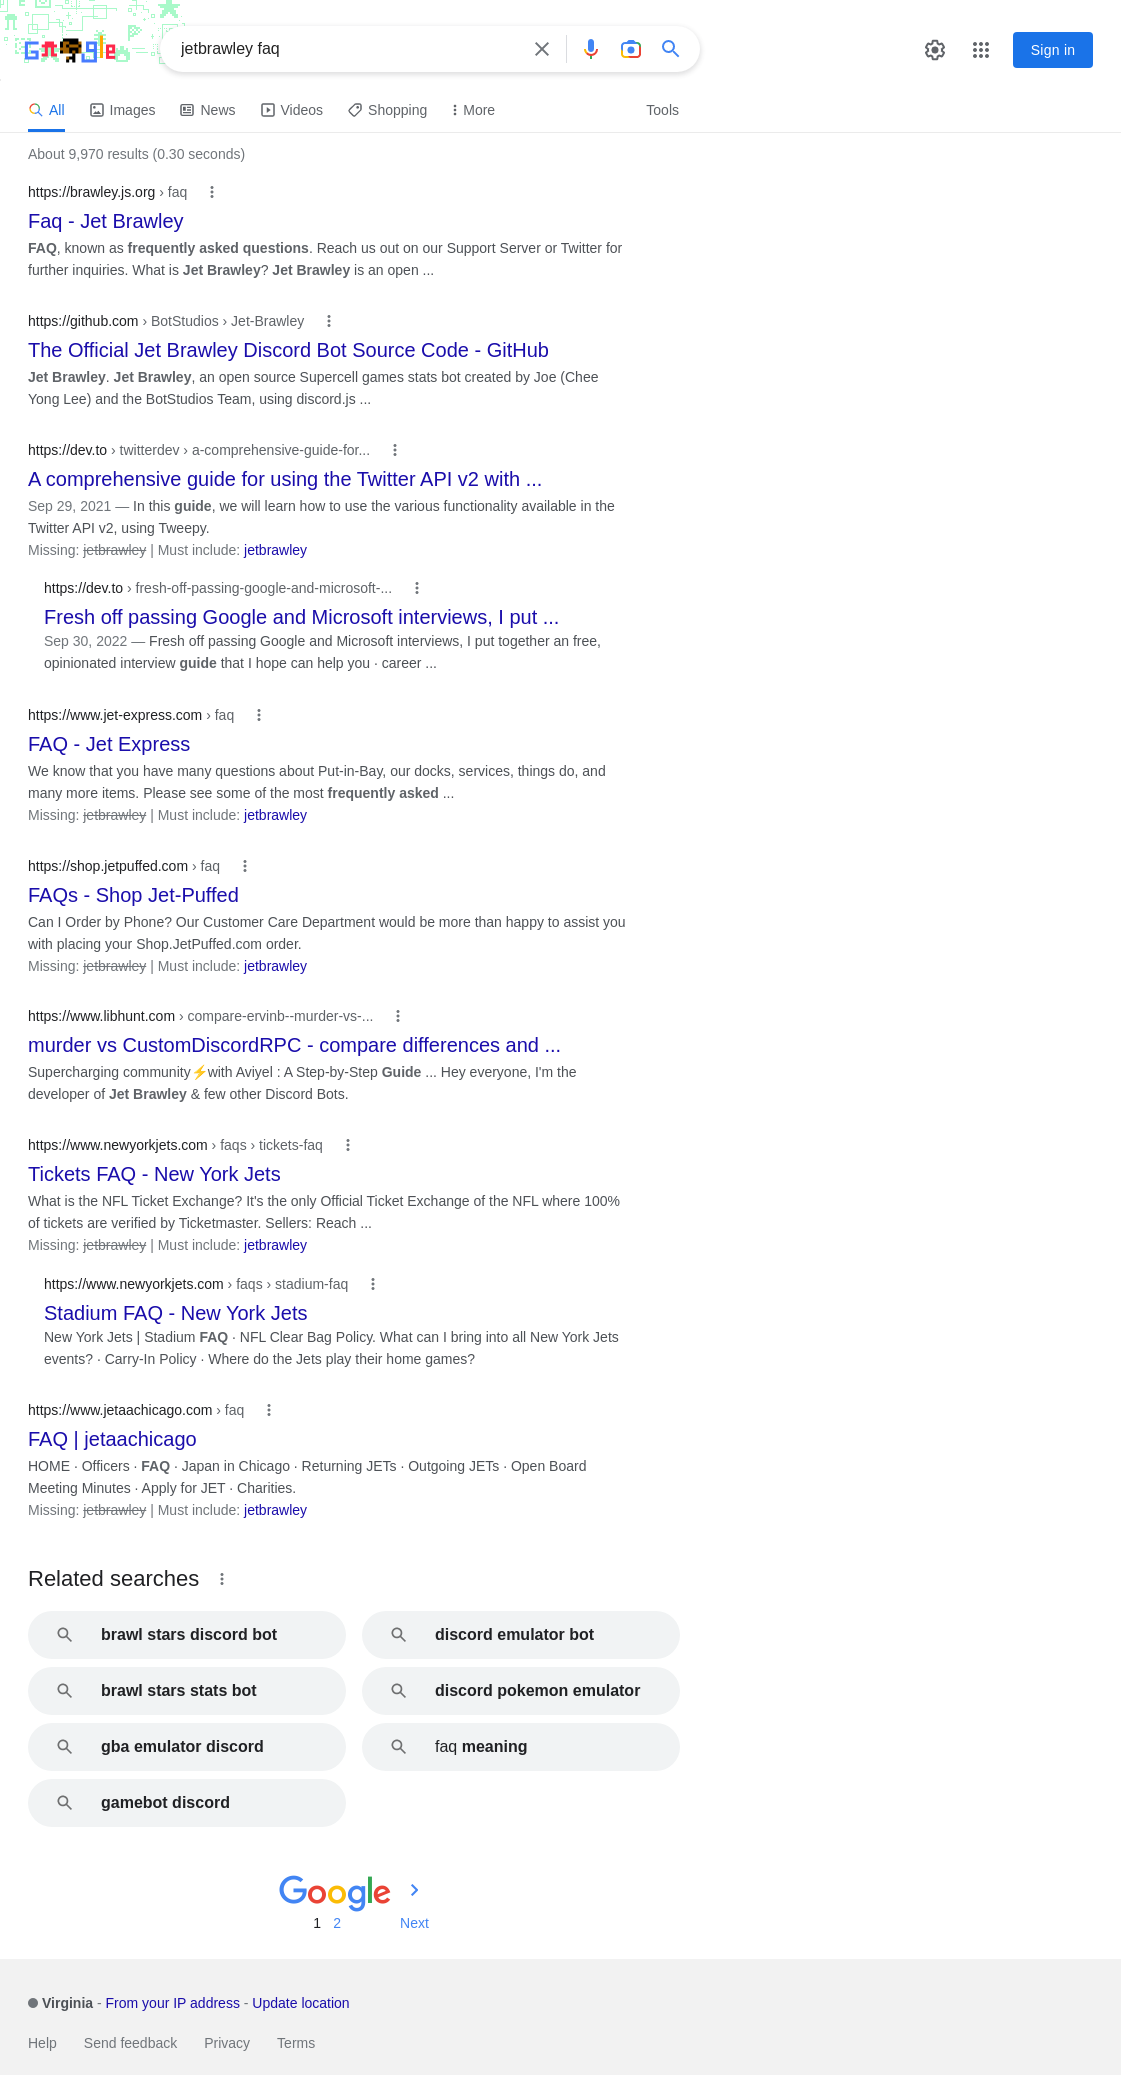 Google
jetbrawley faq
Sign in
All
Images
News
Videos
Shopping
More
Tools
About 9,970 results (0.30 seconds)
https://brawley.js.org › faq
Faq - Jet Brawley
FAQ, known as frequently asked questions. Reach us out on our Support Server or Twitter for
further inquiries. What is Jet Brawley? Jet Brawley is an open ...
https://github.com › BotStudios › Jet-Brawley
The Official Jet Brawley Discord Bot Source Code - GitHub
Jet Brawley. Jet Brawley, an open source Supercell games stats bot created by Joe (Chee
Yong Lee) and the BotStudios Team, using discord.js ...
https://dev.to › twitterdev › a-comprehensive-guide-for...
A comprehensive guide for using the Twitter API v2 with ...
Sep 29, 2021 — In this guide, we will learn how to use the various functionality available in the
Twitter API v2, using Tweepy.
Missing: jetbrawley | Must include: jetbrawley
https://dev.to › fresh-off-passing-google-and-microsoft-...
Fresh off passing Google and Microsoft interviews, I put ...
Sep 30, 2022 — Fresh off passing Google and Microsoft interviews, I put together an free,
opinionated interview guide that I hope can help you · career ...
https://www.jet-express.com › faq
FAQ - Jet Express
We know that you have many questions about Put-in-Bay, our docks, services, things do, and
many more items. Please see some of the most frequently asked ...
Missing: jetbrawley | Must include: jetbrawley
https://shop.jetpuffed.com › faq
FAQs - Shop Jet-Puffed
Can I Order by Phone? Our Customer Care Department would be more than happy to assist you
with placing your Shop.JetPuffed.com order.
Missing: jetbrawley | Must include: jetbrawley
https://www.libhunt.com › compare-ervinb--murder-vs-...
murder vs CustomDiscordRPC - compare differences and ...
Supercharging community⚡with Aviyel : A Step-by-Step Guide ... Hey everyone, I'm the
developer of Jet Brawley & few other Discord Bots.
https://www.newyorkjets.com › faqs › tickets-faq
Tickets FAQ - New York Jets
What is the NFL Ticket Exchange? It's the only Official Ticket Exchange of the NFL where 100%
of tickets are verified by Ticketmaster. Sellers: Reach ...
Missing: jetbrawley | Must include: jetbrawley
https://www.newyorkjets.com › faqs › stadium-faq
Stadium FAQ - New York Jets
New York Jets | Stadium FAQ · NFL Clear Bag Policy. What can I bring into all New York Jets
events? · Carry-In Policy · Where do the Jets play their home games?
https://www.jetaachicago.com › faq
FAQ | jetaachicago
HOME · Officers · FAQ · Japan in Chicago · Returning JETs · Outgoing JETs · Open Board
Meeting Minutes · Apply for JET · Charities.
Missing: jetbrawley | Must include: jetbrawley
Related searches
brawl stars discord bot
discord emulator bot
brawl stars stats bot
discord pokemon emulator
gba emulator discord
faq meaning
gamebot discord
Google
1 2 Next
Virginia - From your IP address - Update location
Help Send feedback Privacy Terms